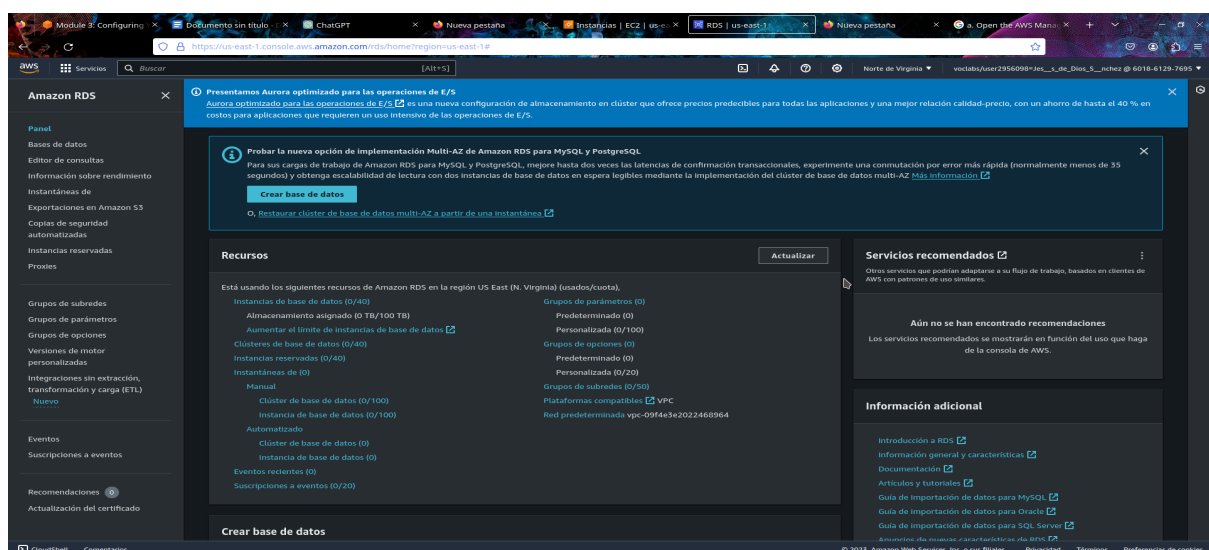 Module 3: Configuring
Documento sin título -
ChatGPT
Nueva pestaña
Instancias | EC2 | us-ea
RDS | us-east-1
Nueva pestaña
a. Open the AWS Mana
https://us-east-1.console.aws.amazon.com/rds/home?region=us-east-1#
aws
Servicios
Buscar
[Alt+S]
Norte de Virginia
voclabs/user2956098=Jes__s_de_Dios_S__nchez @ 6018-6129-7695
Amazon RDS
Panel
Bases de datos
Editor de consultas
Información sobre rendimiento
Instantáneas de
Exportaciones en Amazon S3
Copias de seguridad
automatizadas
Instancias reservadas
Proxies
Grupos de subredes
Grupos de parámetros
Grupos de opciones
Versiones de motor
personalizadas
Integraciones sin extracción,
transformación y carga (ETL)
Nuevo
Eventos
Suscripciones a eventos
Recomendaciones 0
Actualización del certificado
Presentamos Aurora optimizado para las operaciones de E/S
Aurora optimizado para las operaciones de E/S es una nueva configuración de almacenamiento en clúster que ofrece precios predecibles para todas las aplicaciones y una mejor relación calidad-precio, con un ahorro de hasta el 40 % en
costos para aplicaciones que requieren un uso intensivo de las operaciones de E/S.
Probar la nueva opción de implementación Multi-AZ de Amazon RDS para MySQL y PostgreSQL
Para sus cargas de trabajo de Amazon RDS para MySQL y PostgreSQL, mejore hasta dos veces las latencias de confirmación transaccionales, experimente una conmutación por error más rápida (normalmente menos de 35
segundos) y obtenga escalabilidad de lectura con dos instancias de base de datos en espera legibles mediante la implementación del clúster de base de datos multi-AZ Más información
Crear base de datos
O, Restaurar clúster de base de datos multi-AZ a partir de una instantánea
Recursos
Actualizar
Está usando los siguientes recursos de Amazon RDS en la región US East (N. Virginia) (usados/cuota),
Instancias de base de datos (0/40)
Almacenamiento asignado (0 TB/100 TB)
Aumentar el límite de instancias de base de datos
Clústeres de base de datos (0/40)
Instancias reservadas (0/40)
Instantáneas de (0)
Manual
Clúster de base de datos (0/100)
Instancia de base de datos (0/100)
Automatizado
Clúster de base de datos (0)
Instancia de base de datos (0)
Eventos recientes (0)
Suscripciones a eventos (0/20)
Grupos de parámetros (0)
Predeterminado (0)
Personalizada (0/100)
Grupos de opciones (0)
Predeterminado (0)
Personalizada (0/20)
Grupos de subredes (0/50)
Plataformas compatibles VPC
Red predeterminada vpc-09f4e3e2022468964
Crear base de datos
Servicios recomendados
Otros servicios que podrían adaptarse a su flujo de trabajo, basados en clientes de
AWS con patrones de uso similares.
Aún no se han encontrado recomendaciones
Los servicios recomendados se mostrarán en función del uso que haga
de la consola de AWS.
Información adicional
Introducción a RDS
Información general y características
Documentación
Artículos y tutoriales
Guía de importación de datos para MySQL
Guía de importación de datos para Oracle
Guía de importación de datos para SQL Server
Anuncios de nuevas características de RDS
CloudShell
Comentarios
© 2023, Amazon Web Services, Inc. o sus filiales.
Privacidad
Términos
Preferencias de cookies